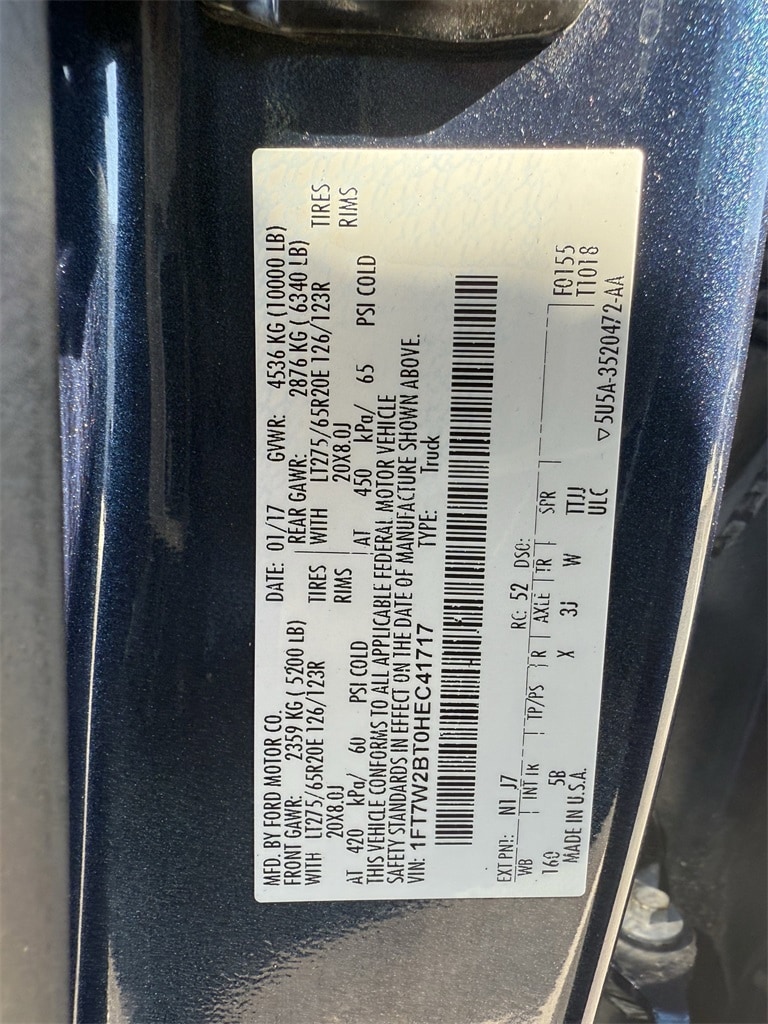 MFD. BY FORD MOTOR CO.
DATE: 01/17 GVWR: 4536 KG (10000 LB)
FRONT GAWR: 2359 KG ( 5200 LB) REAR GAWR: 2876 KG ( 6340 LB)
WITH LT275/65R20E 126/123R TIRES WITH LT275/65R20E 126/123R TIRES
20X8.0J RIMS 20X8.0J RIMS
AT 420 kPa/ 60 PSI COLD AT 450 kPa/ 65 PSI COLD
THIS VEHICLE CONFORMS TO ALL APPLICABLE FEDERAL MOTOR VEHICLE
SAFETY STANDARDS IN EFFECT ON THE DATE OF MANUFACTURE SHOWN ABOVE.
VIN: 1FT7W2BT0HEC41717 TYPE: Truck
EXT PNT: N1 J7 RC: 52 DSO: F0155
WB INT TR TP/PS R AXLE TR SPR T1018
160 5B X 3J W TTJJ
MADE IN U.S.A. ULC
▽5U5A-3520472-AA